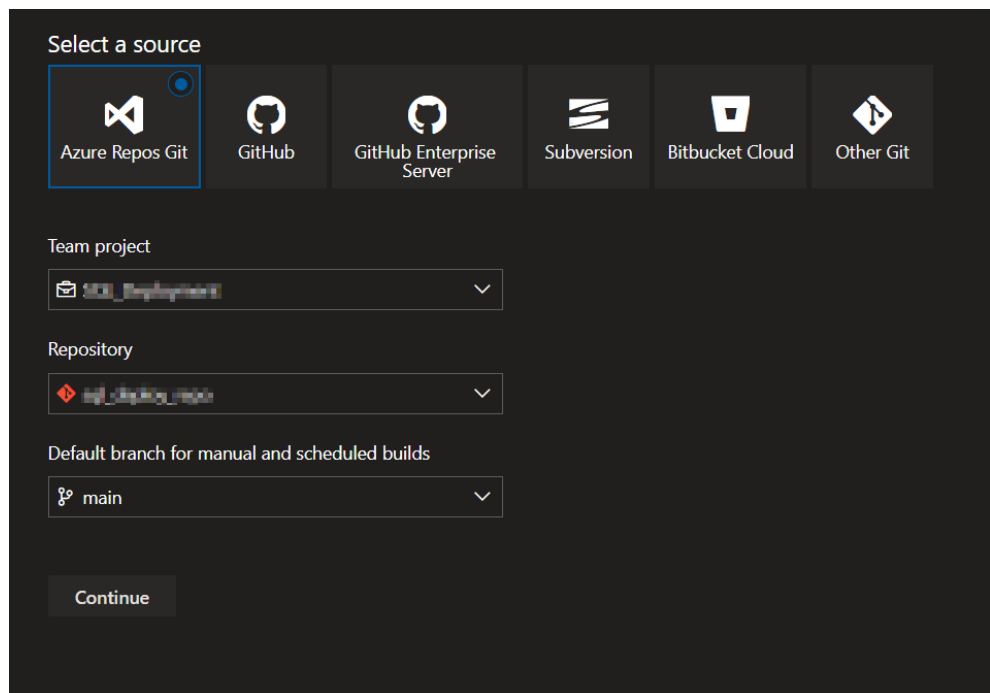 Select a source
Azure Repos Git
GitHub
GitHub Enterprise
Server
Subversion
Bitbucket Cloud
Other Git
Team project
Repository
Default branch for manual and scheduled builds
main
Continue